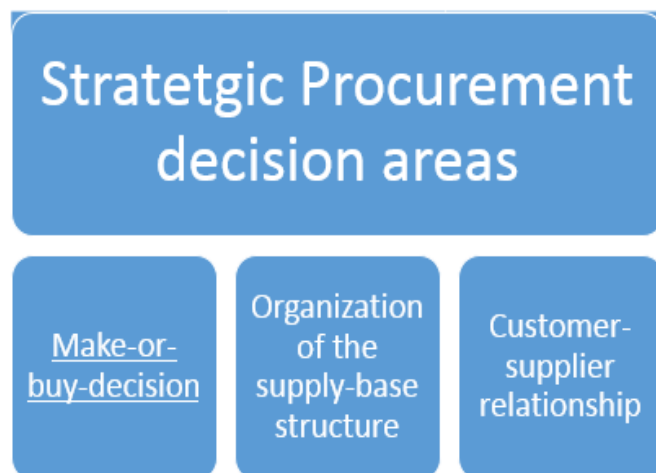 Stratetgic Procurement
decision areas
Make-or-
buy-decision
Organization
of the
supply-base
structure
Customer-
supplier
relationship